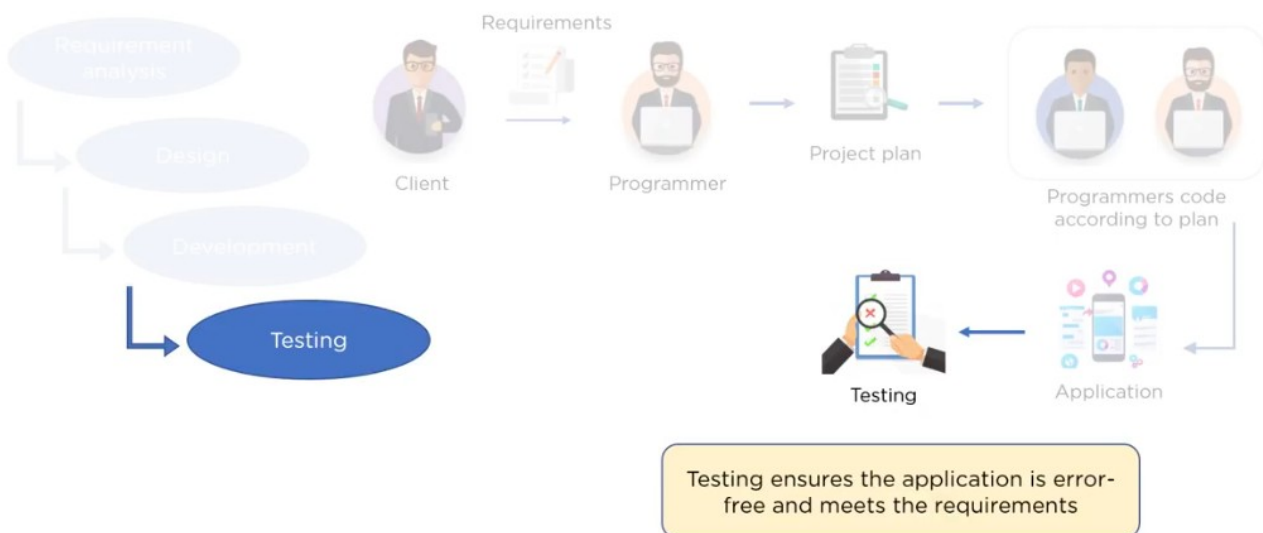 Requirement
analysis
Design
Development
Testing
Requirements
Client
Programmer
Project plan
Programmers code
according to plan
Application
Testing
Testing ensures the application is error-
free and meets the requirements